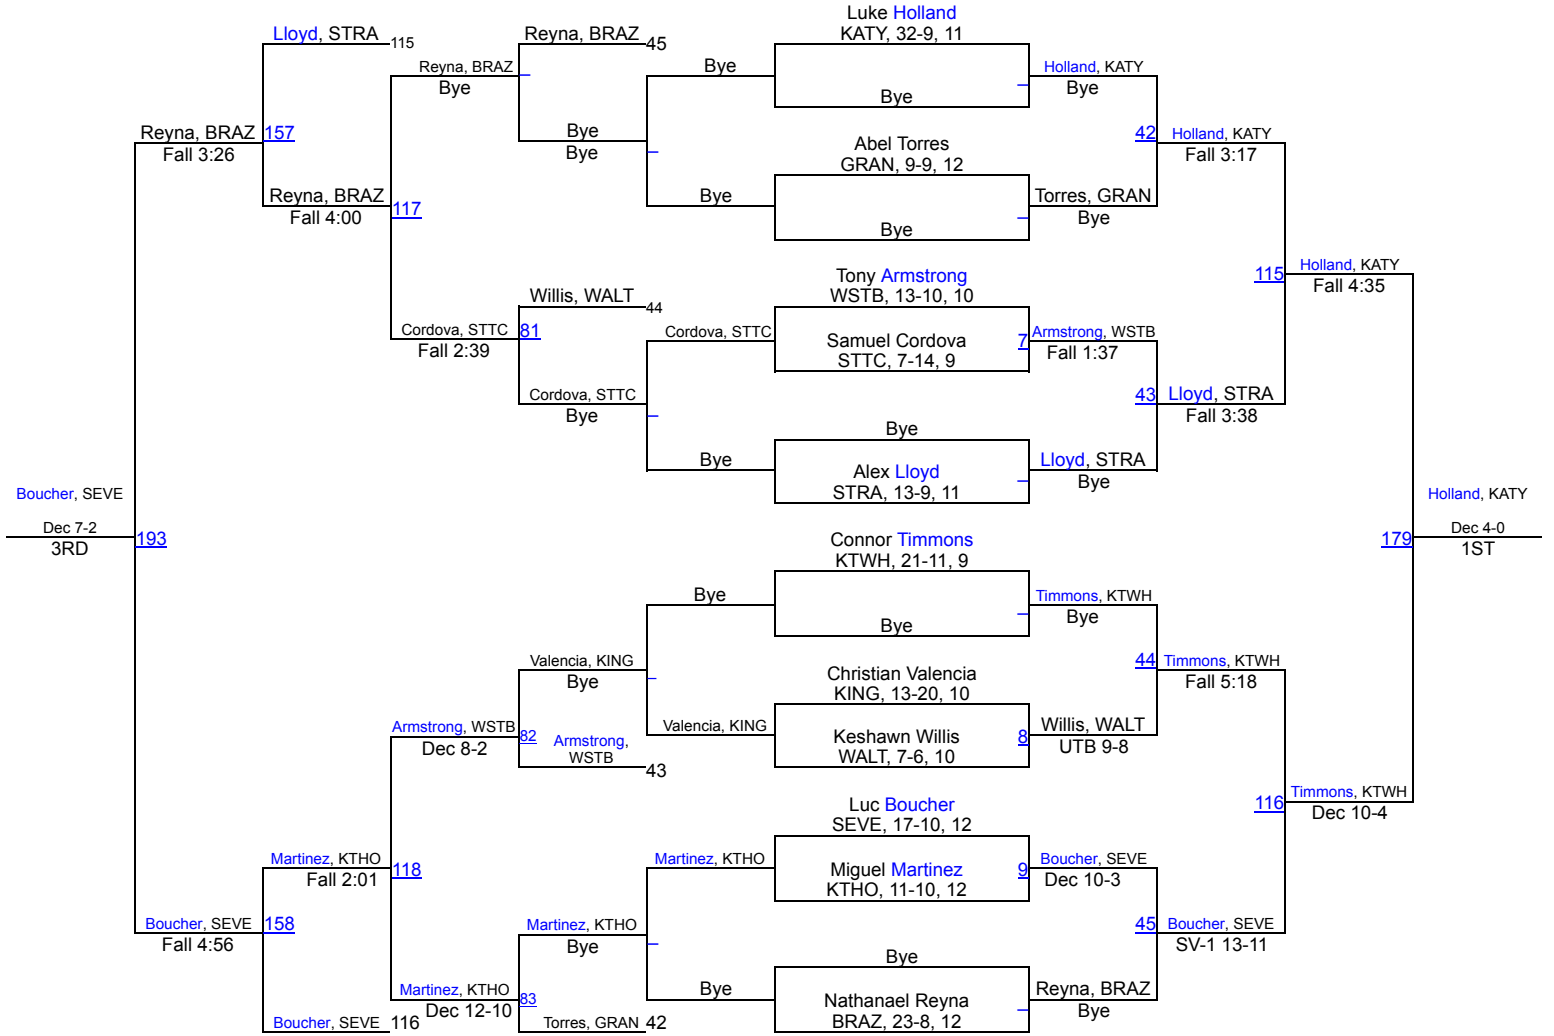 Luke Holland
KATY, 32-9, 11
Bye
Abel Torres
GRAN, 9-9, 12
Bye
Tony Armstrong
WSTB, 13-10, 10
Samuel Cordova
STTC, 7-14, 9
7
Bye
Alex Lloyd
STRA, 13-9, 11
Connor Timmons
KTWH, 21-11, 9
Bye
Christian Valencia
KING, 13-20, 10
Keshawn Willis
WALT, 7-6, 10
8
Luc Boucher
SEVE, 17-10, 12
Miguel Martinez
KTHO, 11-10, 12
9
Bye
Nathanael Reyna
BRAZ, 23-8, 12
Holland, KATY
Bye
42
Torres, GRAN
Bye
Armstrong, WSTB
Fall 1:37
43
Lloyd, STRA
Bye
Timmons, KTWH
Bye
44
Willis, WALT
UTB 9-8
Boucher, SEVE
Dec 10-3
45
Reyna, BRAZ
Bye
Holland, KATY
Fall 3:17
115
Lloyd, STRA
Fall 3:38
Timmons, KTWH
Fall 5:18
116
Boucher, SEVE
SV-1 13-11
Holland, KATY
Fall 4:35
179
Timmons, KTWH
Dec 10-4
Holland, KATY
Dec 4-0
1ST
Bye
Bye
Cordova, STTC
Bye
Bye
Valencia, KING
Martinez, KTHO
Bye
Reyna, BRAZ
45
Bye
Bye
Willis, WALT
44
81
Cordova, STTC
Bye
Valencia, KING
Bye
82
Armstrong,
WSTB
43
Martinez, KTHO
Bye
83
Torres, GRAN
42
Reyna, BRAZ
Bye
117
Cordova, STTC
Fall 2:39
Armstrong, WSTB
Dec 8-2
118
Martinez, KTHO
Dec 12-10
Lloyd, STRA
115
157
Reyna, BRAZ
Fall 4:00
Martinez, KTHO
Fall 2:01
158
Boucher, SEVE
116
Reyna, BRAZ
Fall 3:26
193
Boucher, SEVE
Fall 4:56
Boucher, SEVE
Dec 7-2
3RD